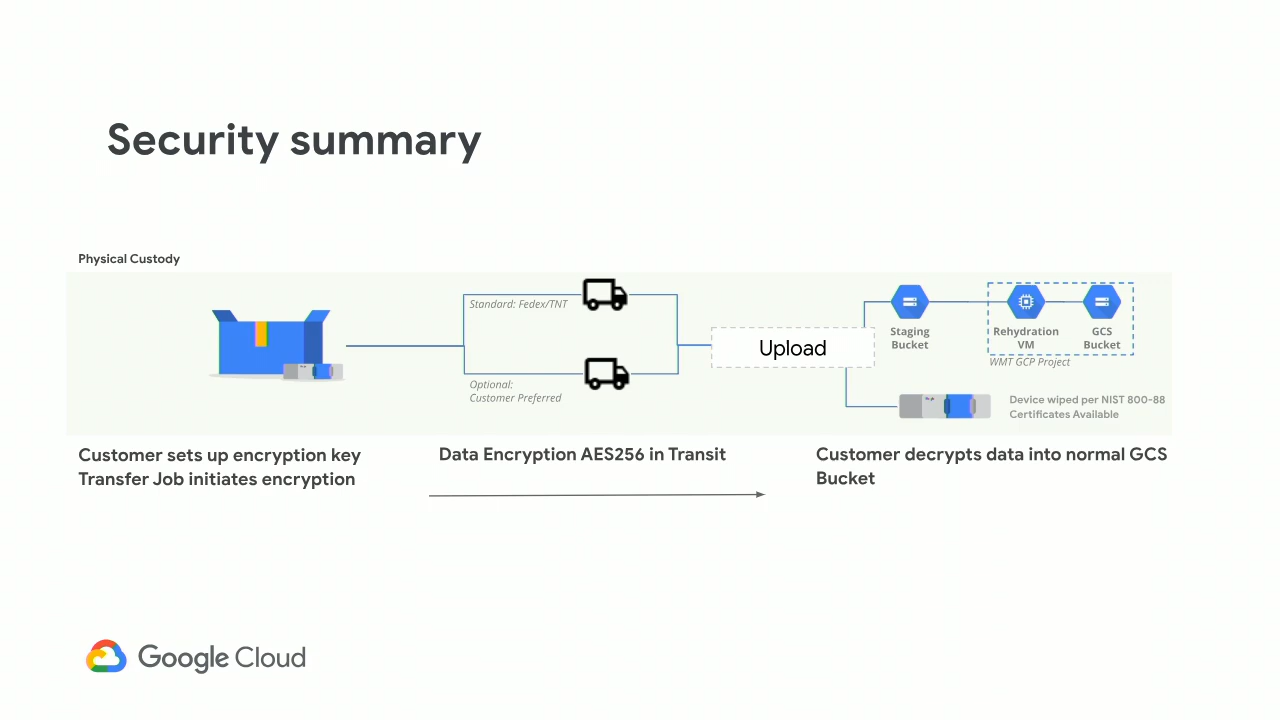 Security summary
Physical Custody
Standard: Fedex/TNT
Optional:
Customer Preferred
Upload
Staging
Bucket
Rehydration
VM
GCS
Bucket
WMT GCP Project
Device wiped per NIST 800-88
Certificates Available
Customer sets up encryption key
Transfer Job initiates encryption
Data Encryption AES256 in Transit
Customer decrypts data into normal GCS
Bucket
Google Cloud